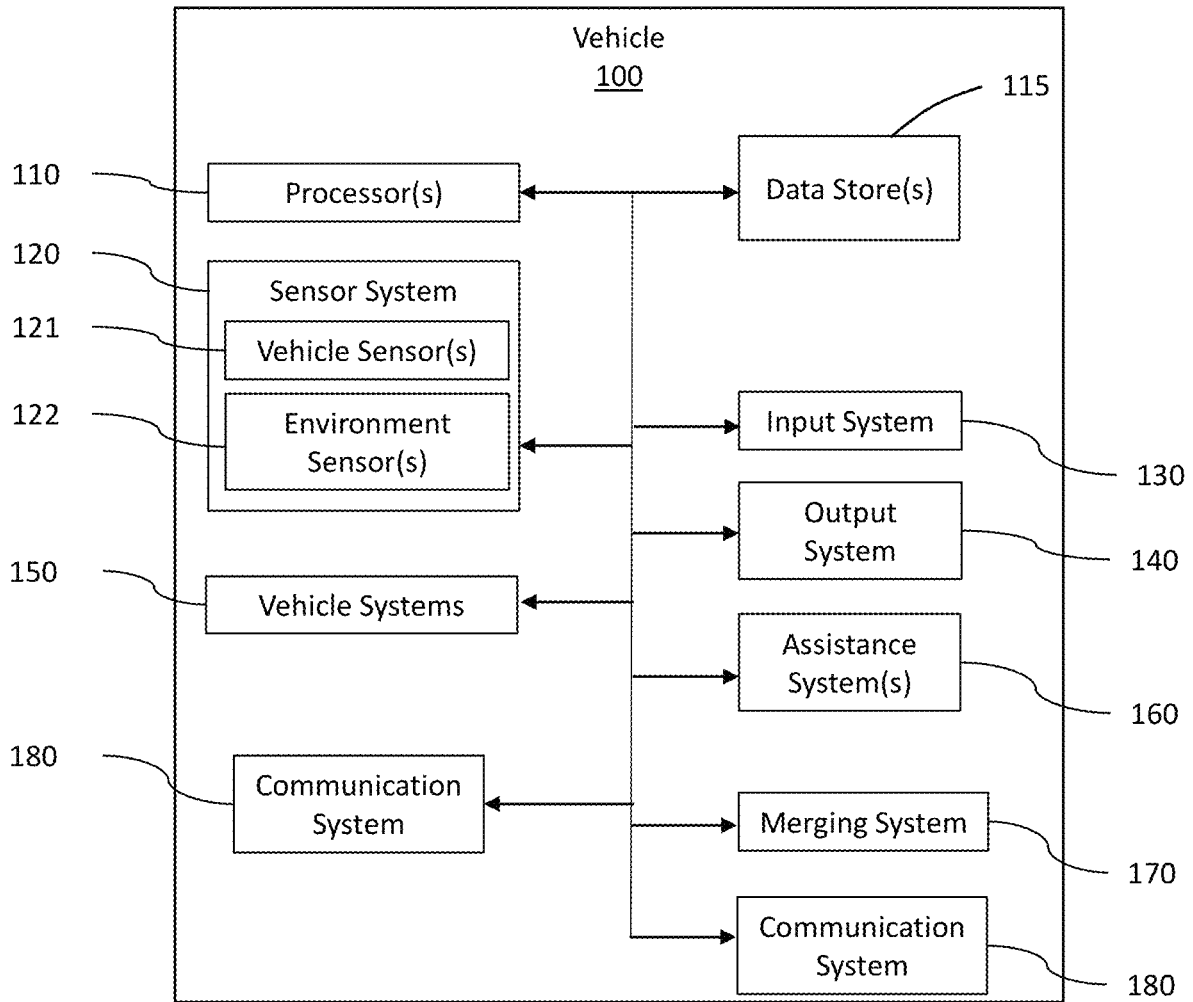 Vehicle
100
115
110
Processor(s)
Data Store(s)
120
Sensor System
121
Vehicle Sensor(s)
122
Environment
Sensor(s)
Input System
130
Output
System
140
150
Vehicle Systems
Assistance
System(s)
160
180
Communication
System
Merging System
170
Communication
System
180